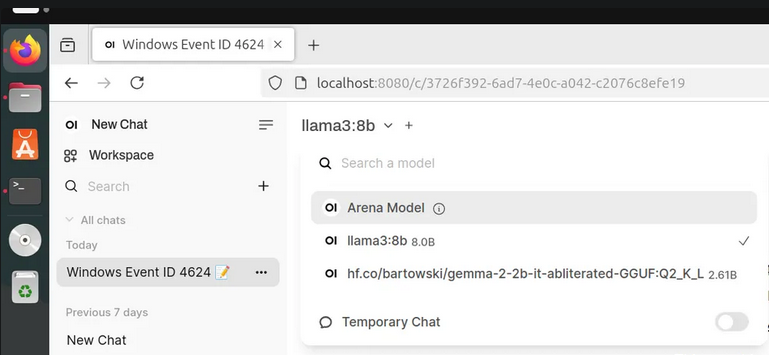 Windows Event ID 4624
localhost:8080/c/3726f392-6ad7-4e0c-a042-c2076c8efe19
OI New Chat
Workspace
Search
All chats
Today
Windows Event ID 4624 📝
Previous 7 days
New Chat
llama3:8b
Search a model
OI Arena Model
OI llama3:8b 8.0B
OI hf.co/bartowski/gemma-2-2b-it-abliterated-GGUF:Q2_K_L 2.61B
Temporary Chat